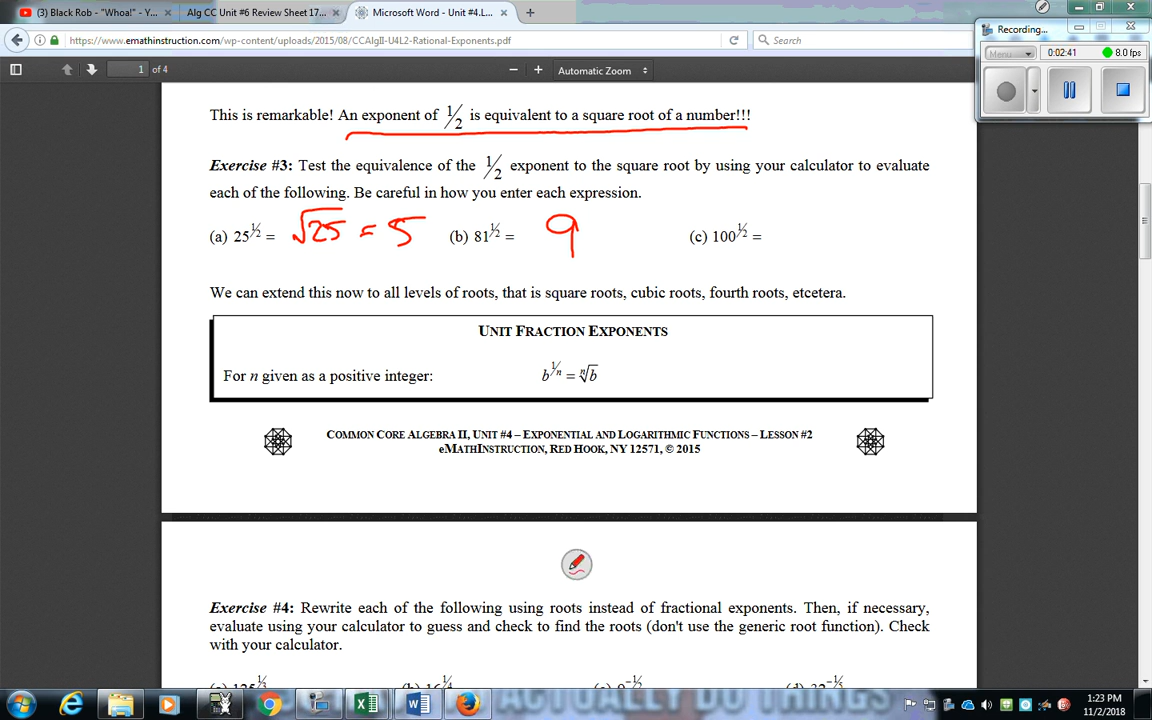 (3) Black Rob - "Whoa!" - Y...
Alg CC Unit #6 Review Sheet 17...
Microsoft Word - Unit #4.L...
https://www.emathinstruction.com/wp-content/uploads/2015/08/CCAlgII-U4L2-Rational-Exponents.pdf
Search
1 of 4
Automatic Zoom
Recording...
Menu
0:02:41
8.0 fps
This is remarkable! An exponent of 1/2 is equivalent to a square root of a number!!!
Exercise #3: Test the equivalence of the 1/2 exponent to the square root by using your calculator to evaluate
each of the following. Be careful in how you enter each expression.
(a) 25^1/2 = √25 = 5 (b) 81^1/2 = 9 (c) 100^1/2 =
We can extend this now to all levels of roots, that is square roots, cubic roots, fourth roots, etcetera.
UNIT FRACTION EXPONENTS
For n given as a positive integer: b^1/n = ⁿ√b
COMMON CORE ALGEBRA II, UNIT #4 – EXPONENTIAL AND LOGARITHMIC FUNCTIONS – LESSON #2
eMATHINSTRUCTION, RED HOOK, NY 12571, © 2015
Exercise #4: Rewrite each of the following using roots instead of fractional exponents. Then, if necessary,
evaluate using your calculator to guess and check to find the roots (don't use the generic root function). Check
with your calculator.
ACTUALLY DO THINGS
1:23 PM
11/2/2018